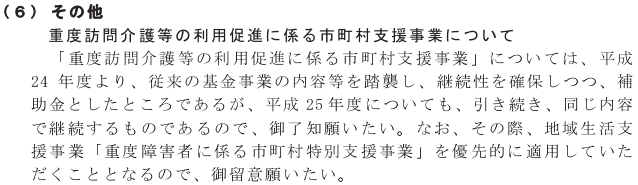 （６）その他
重度訪問介護等の利用促進に係る市町村支援事業について
「重度訪問介護等の利用促進に係る市町村支援事業」については、平成
24 年度より、従来の基金事業の内容等を踏襲し、継続性を確保しつつ、補
助金としたところであるが、平成 25 年度についても、引き続き、同じ内容
で継続するものであるので、御了知願いたい。なお、その際、地域生活支
援事業「重度障害者に係る市町村特別支援事業」を優先的に適用していた
だくこととなるので、御留意願いたい。